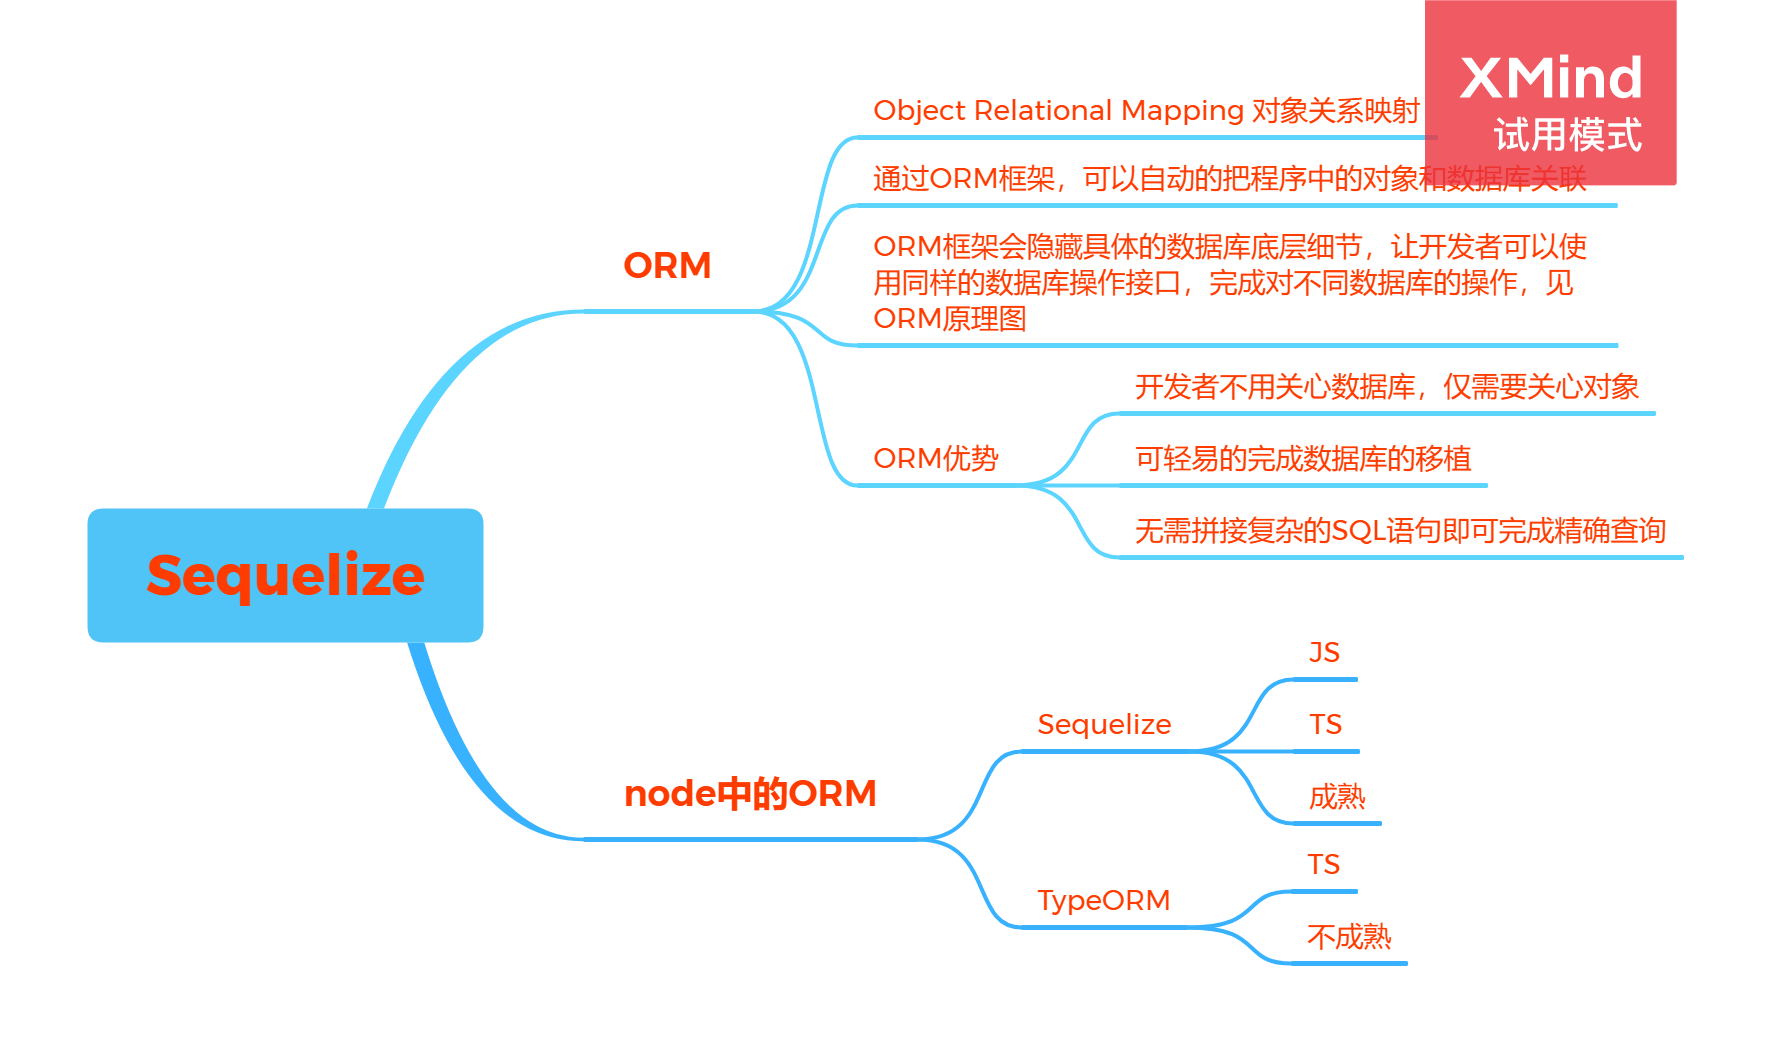 XMind
试用模式
Object Relational Mapping 对象关系映射
通过ORM框架，可以自动的把程序中的对象和数据库关联
ORM
ORM框架会隐藏具体的数据库底层细节，让开发者可以使
用同样的数据库操作接口，完成对不同数据库的操作，见
ORM原理图
ORM优势
开发者不用关心数据库，仅需要关心对象
可轻易的完成数据库的移植
无需拼接复杂的SQL语句即可完成精确查询
Sequelize
node中的ORM
Sequelize
JS
TS
成熟
TypeORM
TS
不成熟